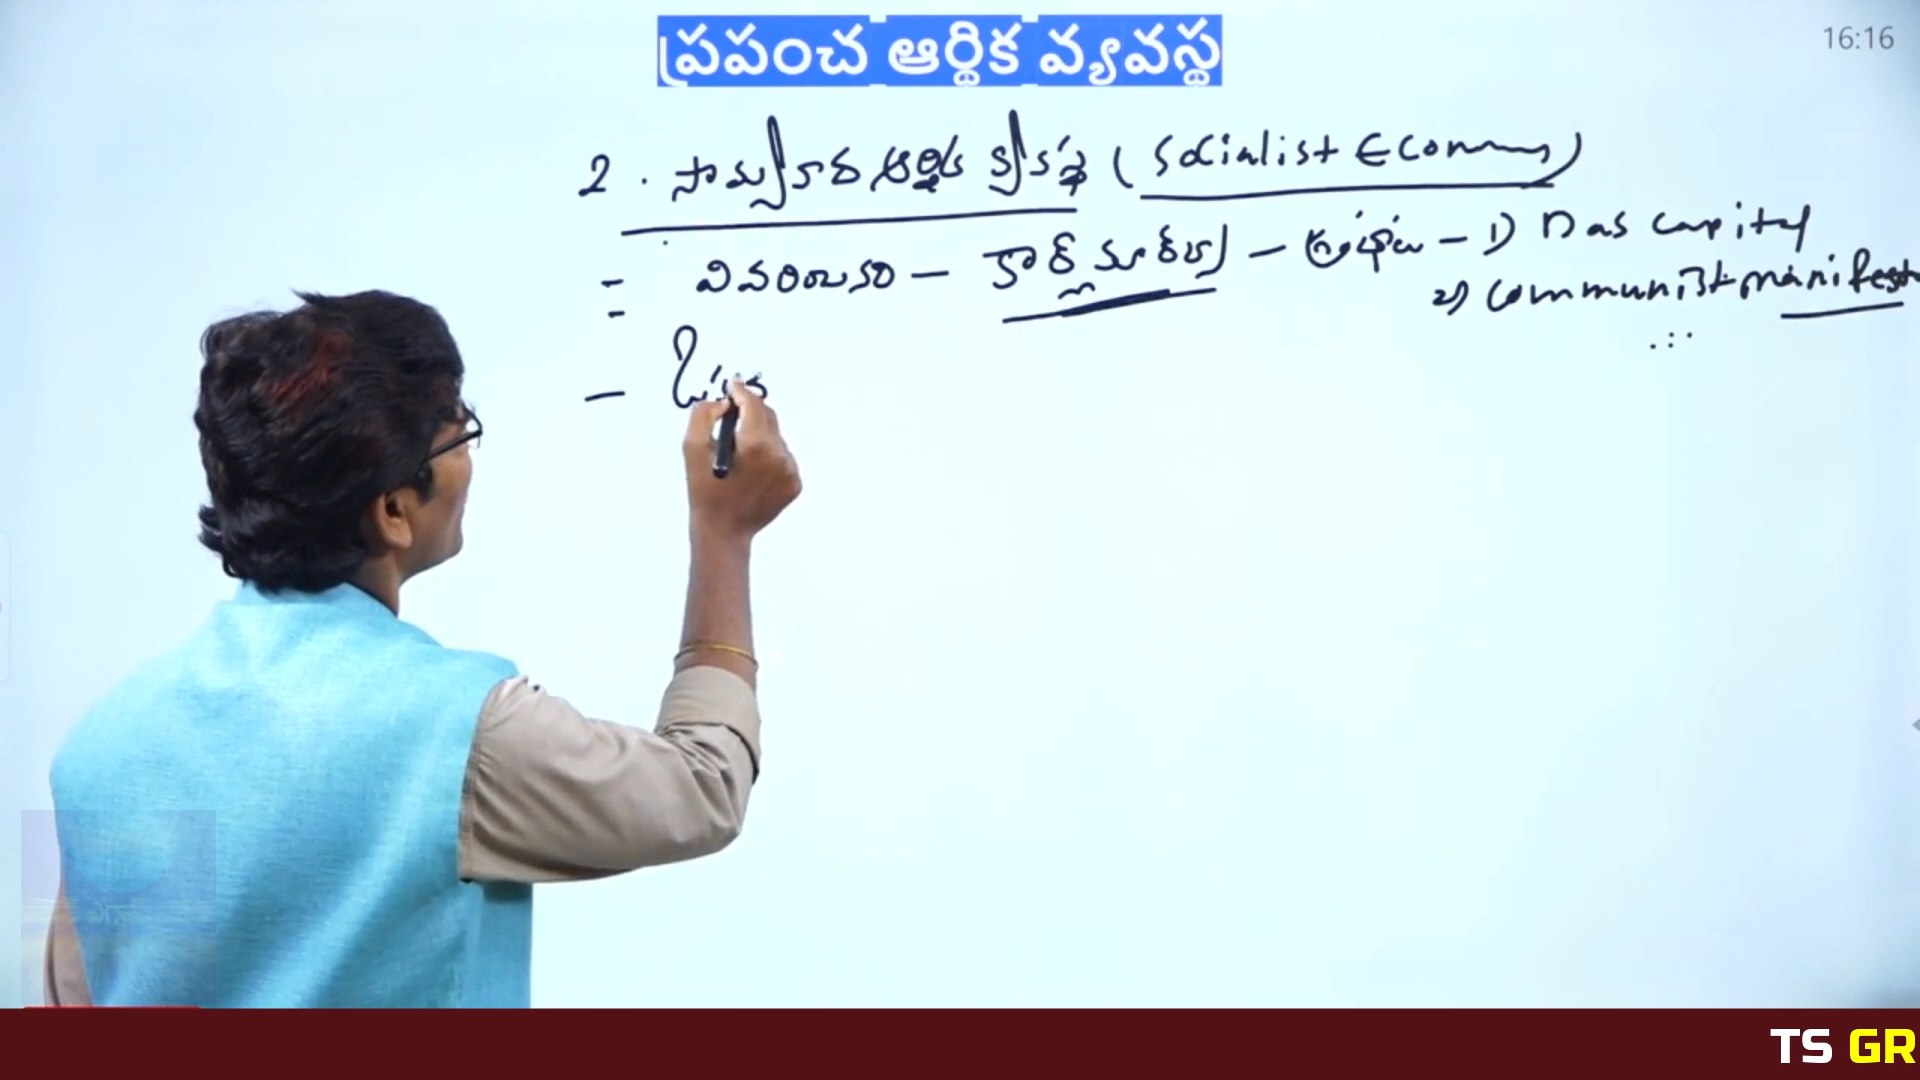 ప్రపంచ ఆర్థిక వ్యవస్థ
16:16
2. సామ్యవాద ఆర్థిక వ్యవస్థ (Socialist Economy)
= వివరించినది - కార్ల్ మార్క్స్ - గ్రంథాలు - 1) Das capital
2) communist manifesto
-
TS GR